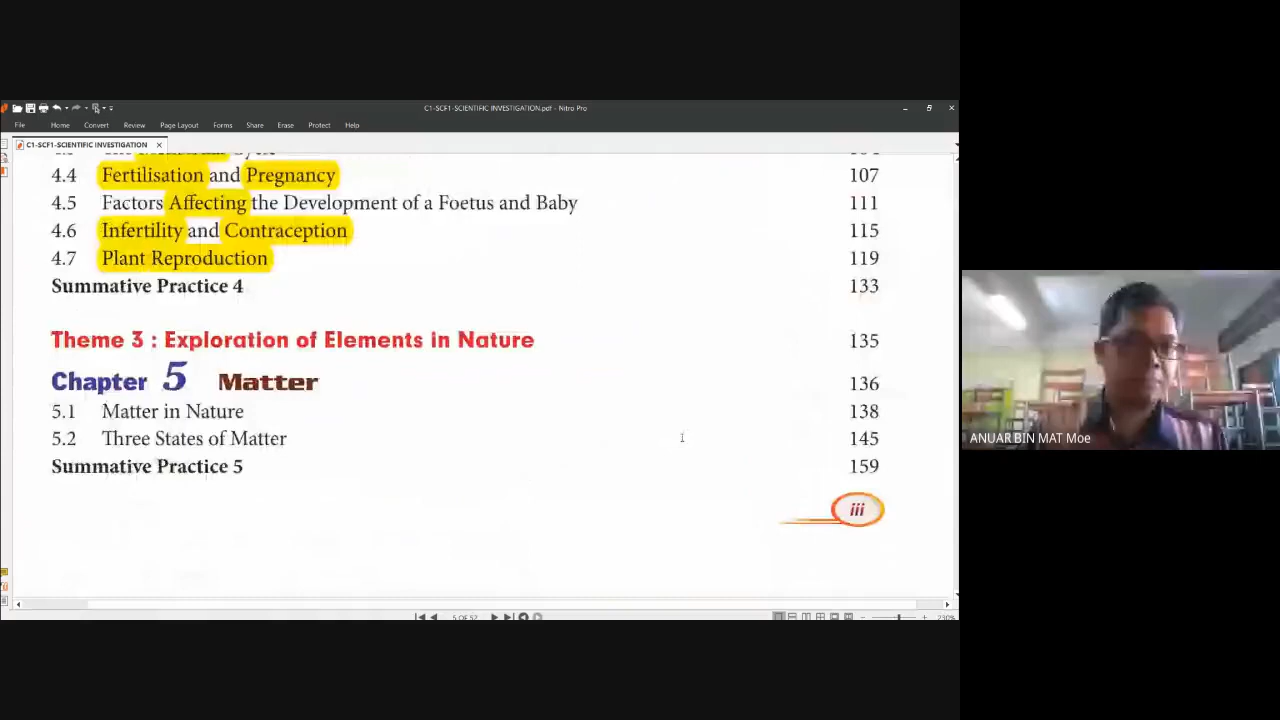 C1-SCF1-SCIENTIFIC INVESTIGATION.pdf - Nitro Pro
File Home Convert Review Page Layout Forms Share Erase Protect Help
C1-SCF1-SCIENTIFIC INVESTIGATION
4.4 Fertilisation and Pregnancy 107
4.5 Factors Affecting the Development of a Foetus and Baby 111
4.6 Infertility and Contraception 115
4.7 Plant Reproduction 119
Summative Practice 4 133
Theme 3 : Exploration of Elements in Nature 135
Chapter 5 Matter 136
5.1 Matter in Nature 138
5.2 Three States of Matter 145
Summative Practice 5 159
iii
5 OF 52
230%
ANUAR BIN MAT Moe